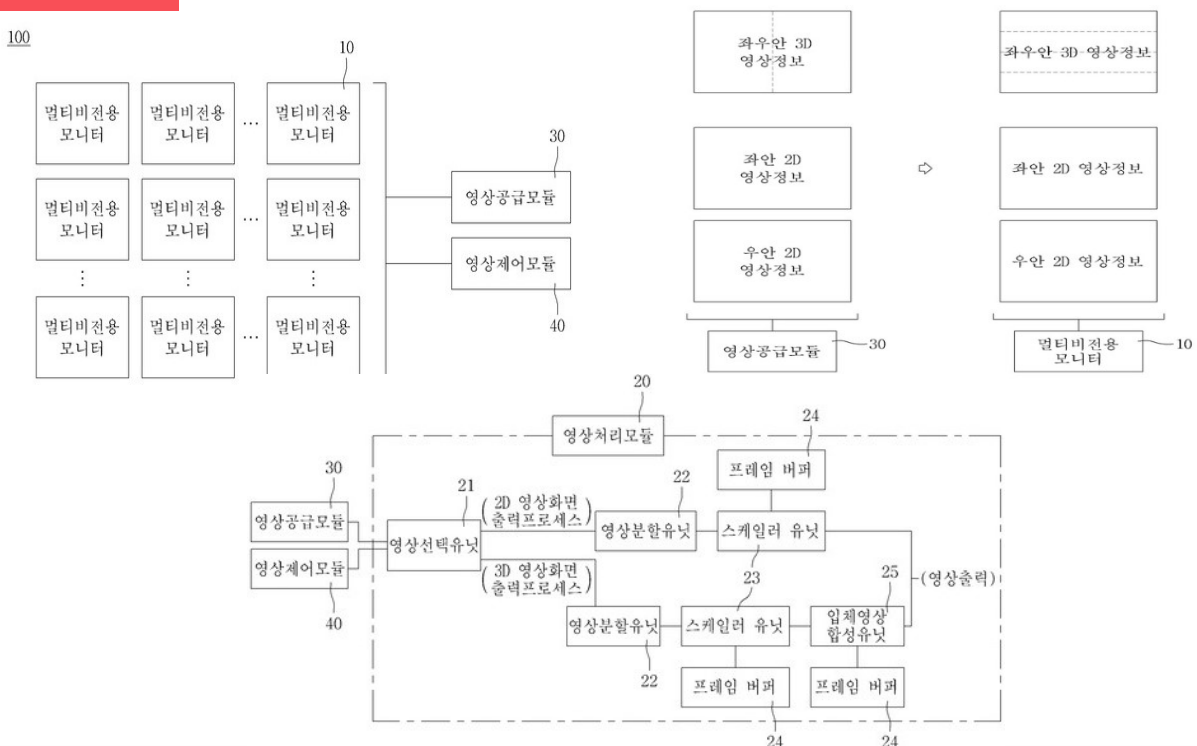 100
10
멀티비전용
모니터
멀티비전용
모니터
...
멀티비전용
모니터
멀티비전용
모니터
멀티비전용
모니터
...
멀티비전용
모니터
멀티비전용
모니터
멀티비전용
모니터
...
멀티비전용
모니터
30
영상공급모듈
영상제어모듈
40
좌우안 3D
영상정보
좌안 2D
영상정보
우안 2D
영상정보
영상공급모듈
30
⇨
좌우안 3D 영상정보
좌안 2D 영상정보
우안 2D 영상정보
멀티비전용
모니터
10
20
영상처리모듈
30
영상공급모듈
영상제어모듈
40
21
영상선택유닛
(2D 영상화면
출력프로세스)
(3D 영상화면
출력프로세스)
22
영상분할유닛
24
프레임 버퍼
스케일러 유닛
영상분할유닛
22
23
스케일러 유닛
프레임 버퍼
24
25
입체영상
합성유닛
프레임 버퍼
24
(영상출력)